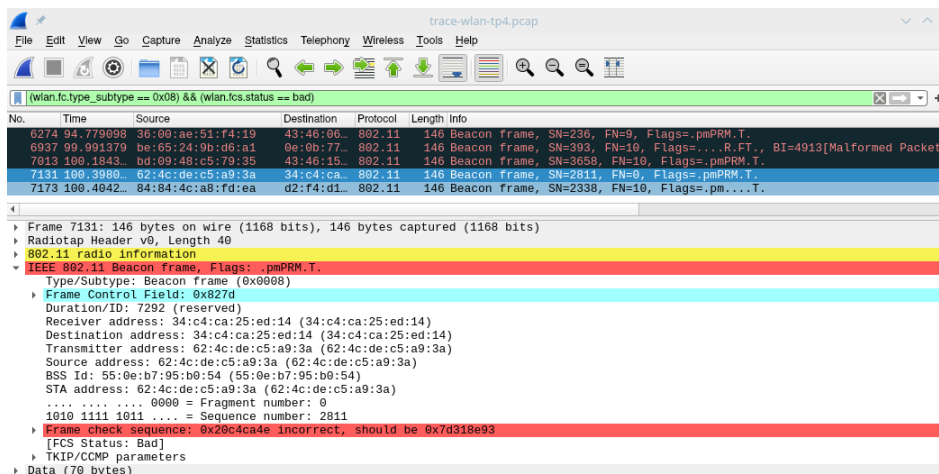 trace-wlan-tp4.pcap
File Edit View Go Capture Analyze Statistics Telephony Wireless Tools Help
(wlan.fc.type_subtype == 0x08) && (wlan.fcs.status == bad)
No. Time Source Destination Protocol Length Info
6274 94.779098 36:00:ae:51:f4:19 43:46:06… 802.11 146 Beacon frame, SN=236, FN=9, Flags=.pmPRM.T.
6937 99.991379 be:65:24:9b:d6:a1 0e:0b:77… 802.11 146 Beacon frame, SN=393, FN=10, Flags=....R.FT., BI=4913[Malformed Packet
7013 100.1843… bd:09:48:c5:79:35 43:46:15… 802.11 146 Beacon frame, SN=3658, FN=10, Flags=.pmPRM.T.
7131 100.3980… 62:4c:de:c5:a9:3a 34:c4:ca… 802.11 146 Beacon frame, SN=2811, FN=0, Flags=.pmPRM.T.
7173 100.4042… 84:84:4c:a8:fd:ea d2:f4:d1… 802.11 146 Beacon frame, SN=2338, FN=10, Flags=.pm....T.
Frame 7131: 146 bytes on wire (1168 bits), 146 bytes captured (1168 bits)
Radiotap Header v0, Length 40
802.11 radio information
IEEE 802.11 Beacon frame, Flags: .pmPRM.T.
Type/Subtype: Beacon frame (0x0008)
Frame Control Field: 0x827d
Duration/ID: 7292 (reserved)
Receiver address: 34:c4:ca:25:ed:14 (34:c4:ca:25:ed:14)
Destination address: 34:c4:ca:25:ed:14 (34:c4:ca:25:ed:14)
Transmitter address: 62:4c:de:c5:a9:3a (62:4c:de:c5:a9:3a)
Source address: 62:4c:de:c5:a9:3a (62:4c:de:c5:a9:3a)
BSS Id: 55:0e:b7:95:b0:54 (55:0e:b7:95:b0:54)
STA address: 62:4c:de:c5:a9:3a (62:4c:de:c5:a9:3a)
.... .... .... 0000 = Fragment number: 0
1010 1111 1011 .... = Sequence number: 2811
Frame check sequence: 0x20c4ca4e incorrect, should be 0x7d318e93
[FCS Status: Bad]
TKIP/CCMP parameters
Data (70 bytes)